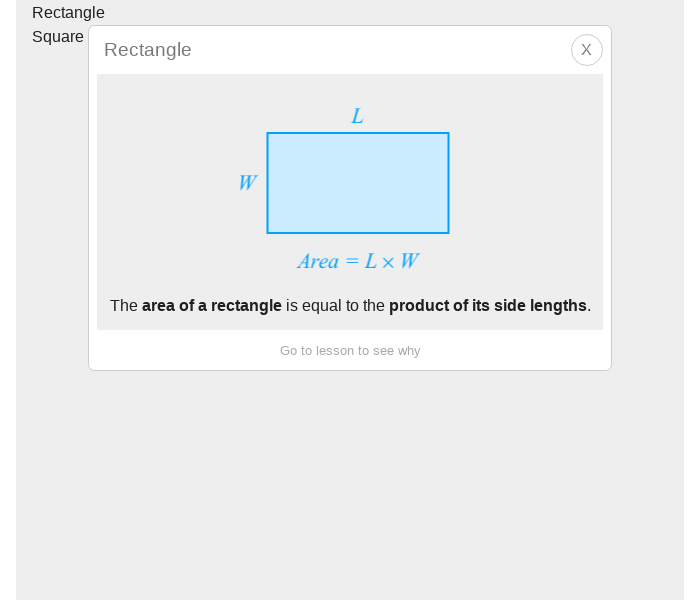 Rectangle
Square
Rectangle
X
L
W
Area = L × W
The area of a rectangle is equal to the product of its side lengths.
Go to lesson to see why